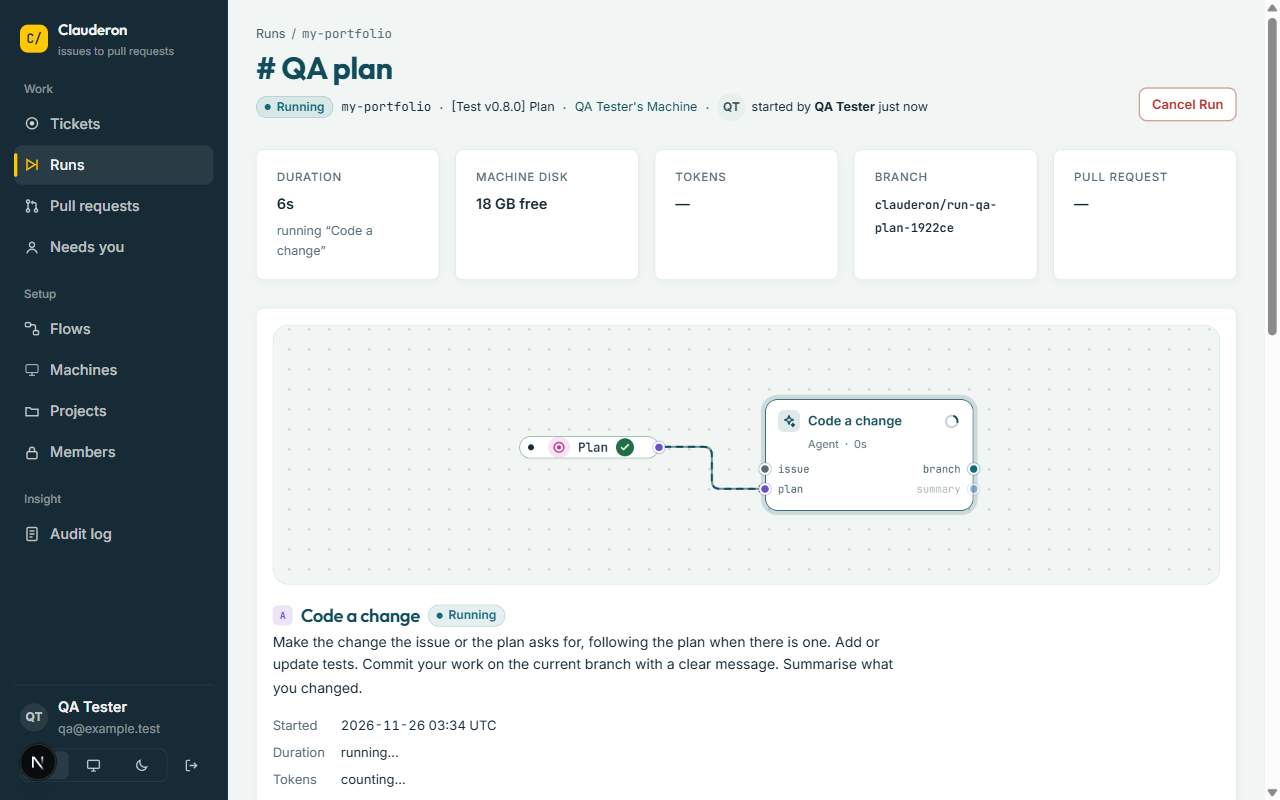 C/
Clauderon
issues to pull requests
Work
Tickets
Runs
Pull requests
Needs you
Setup
Flows
Machines
Projects
Members
Insight
Audit log
QT
QA Tester
qa@example.test
N
Runs / my-portfolio
# QA plan
Running my-portfolio · [Test v0.8.0] Plan · QA Tester's Machine · QT started by QA Tester just now
Cancel Run
DURATION
6s
running “Code a
change”
MACHINE DISK
18 GB free
TOKENS
—
BRANCH
clauderon/run-qa-
plan-1922ce
PULL REQUEST
—
Plan
Code a change
Agent · 0s
issue branch
plan summary
A Code a change Running
Make the change the issue or the plan asks for, following the plan when there is one. Add or
update tests. Commit your work on the current branch with a clear message. Summarise what
you changed.
Started 2026-11-26 03:34 UTC
Duration running...
Tokens counting...